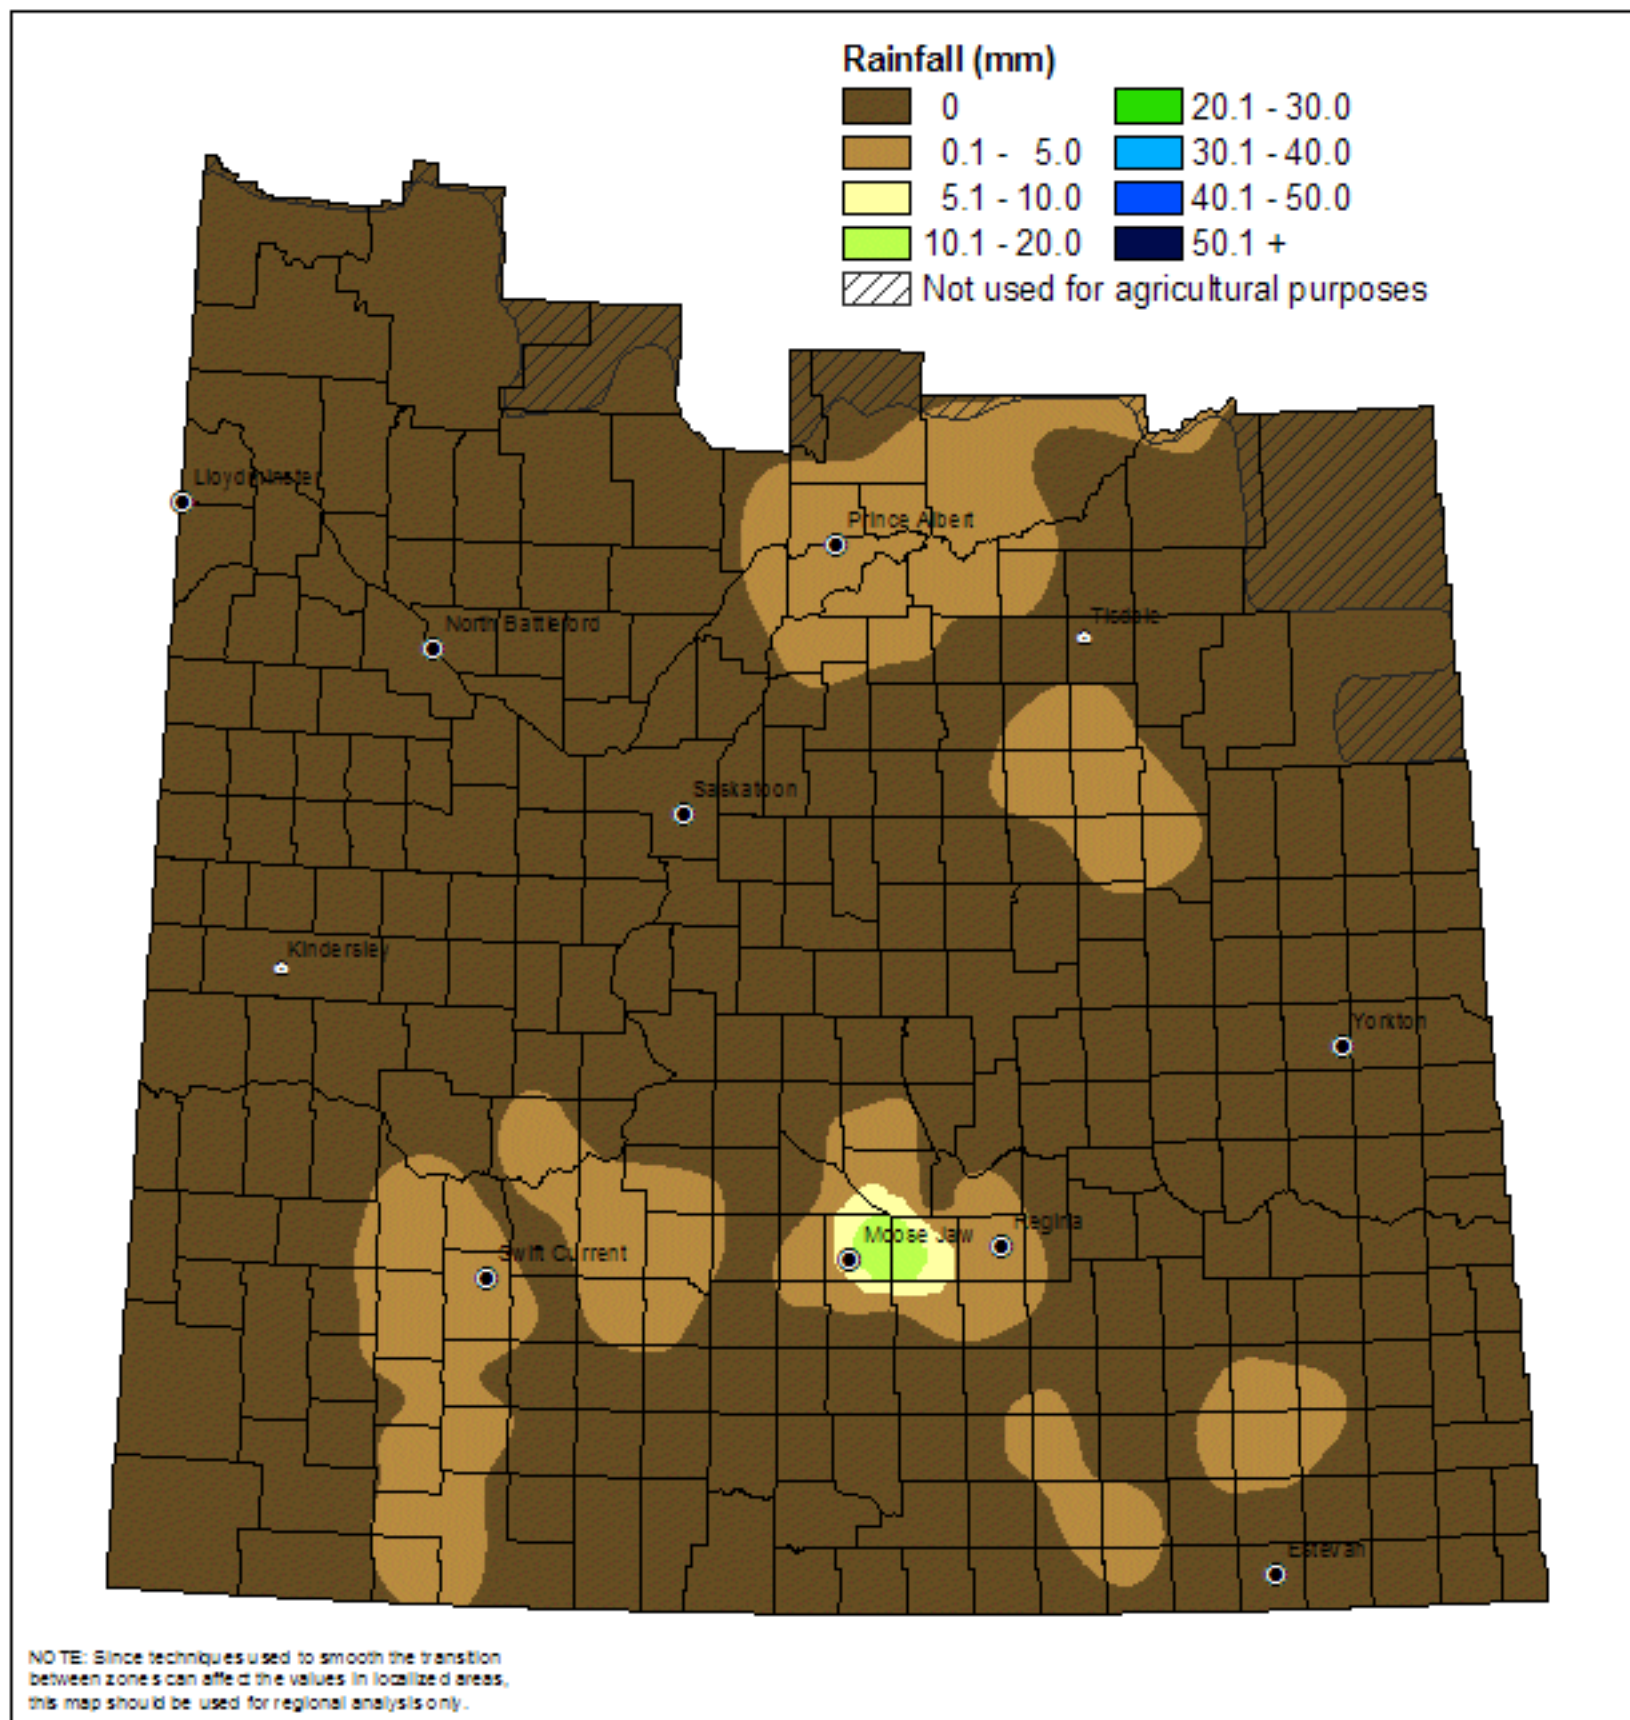 Rainfall (mm)
0
20.1 - 30.0
0.1 - 5.0
30.1 - 40.0
5.1 - 10.0
40.1 - 50.0
10.1 - 20.0
50.1 +
Not used for agricultural purposes
Lloydminster
Prince Albert
Tisdale
North Battleford
Saskatoon
Kindersley
Yorkton
Regina
Moose Jaw
Swift Current
Estevan
NOTE: Since techniques used to smooth the transition
between zones can affect the values in localized areas,
this map should be used for regional analysis only.